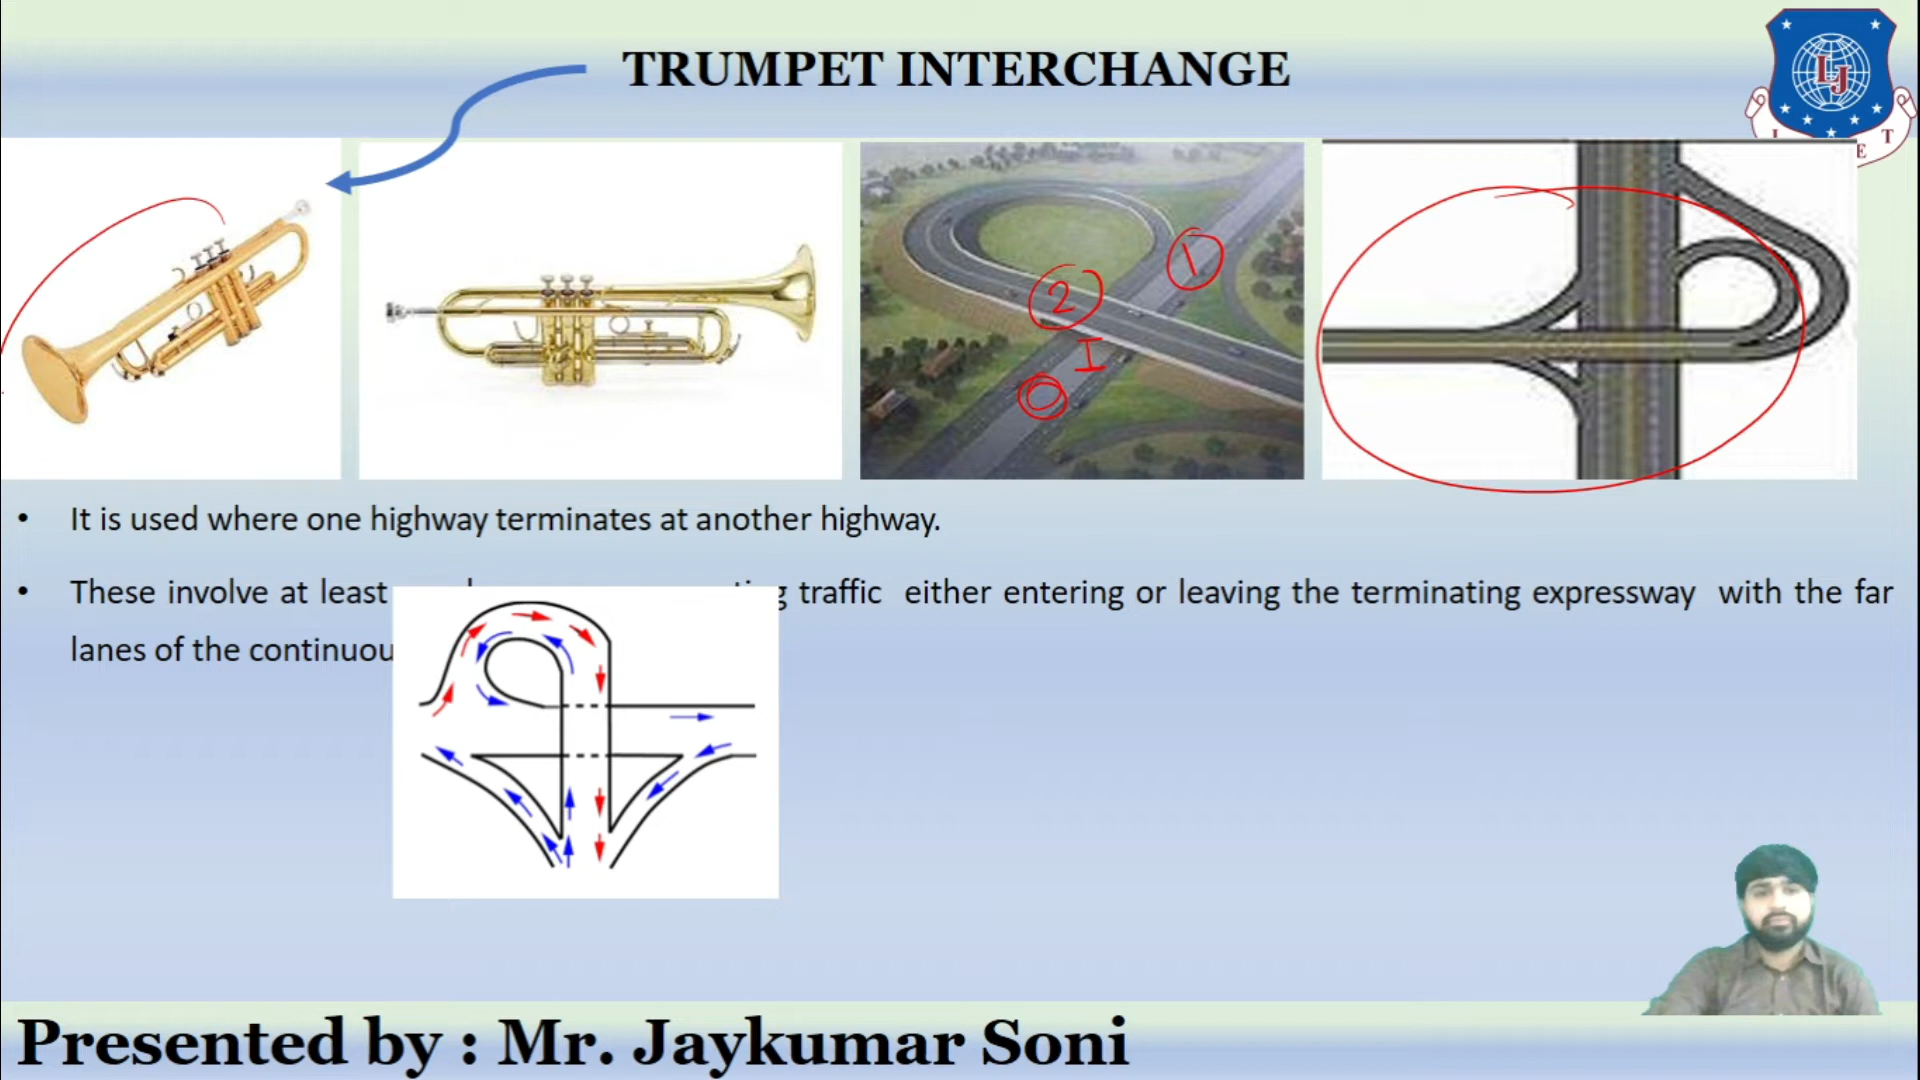 TRUMPET INTERCHANGE
LJ
I E T
1
2
I
0
• It is used where one highway terminates at another highway.
• These involve at least traffic either entering or leaving the terminating expressway with the far
lanes of the
Presented by : Mr. Jaykumar Soni